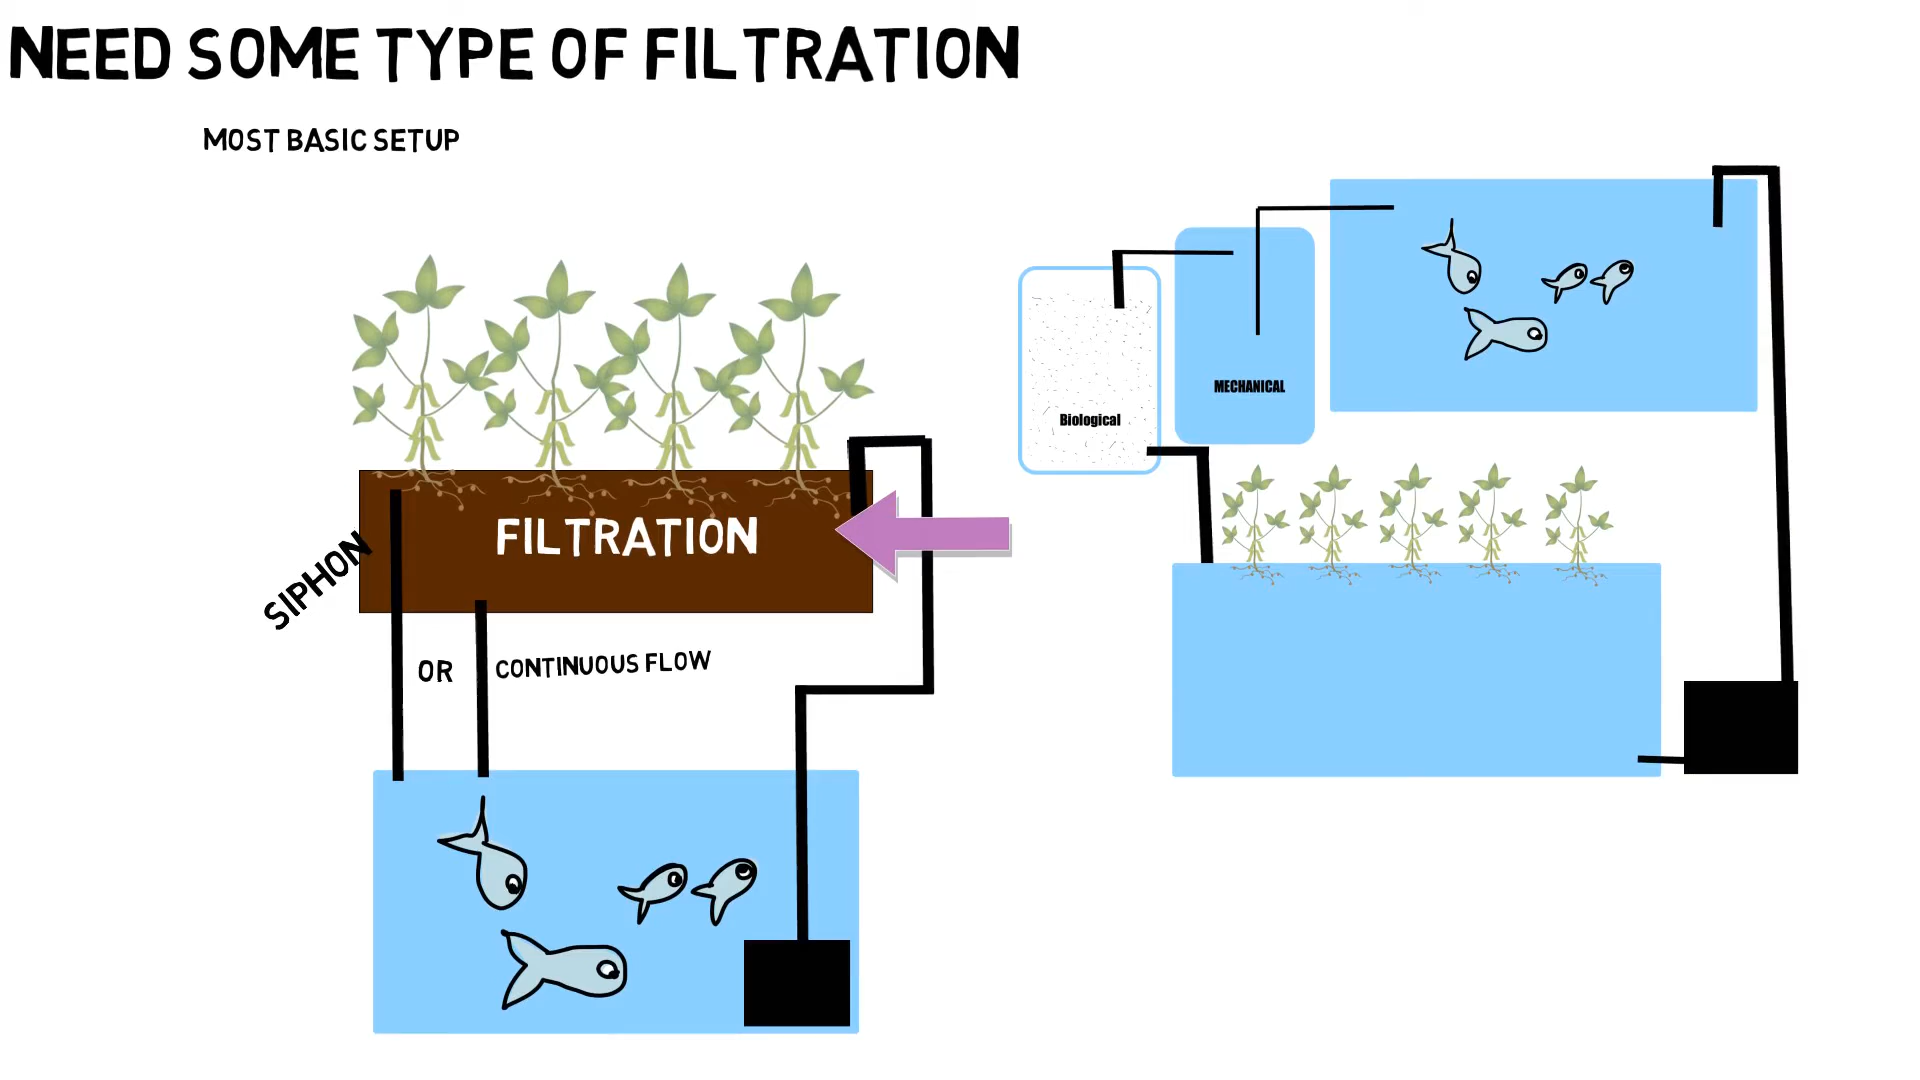 NEED SOME TYPE OF FILTRATION
MOST BASIC SETUP
FILTRATION
SIPHON
OR
CONTINUOUS FLOW
Biological
MECHANICAL